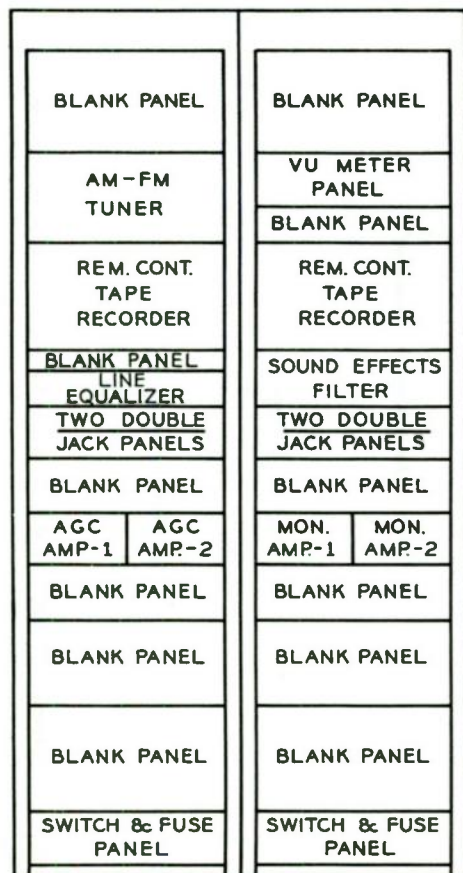 BLANK PANEL
AM-FM
TUNER
REM. CONT.
TAPE
RECORDER
BLANK PANEL
LINE
EQUALIZER
TWO DOUBLE
JACK PANELS
BLANK PANEL
AGC
AMP.-1
AGC
AMP.-2
BLANK PANEL
BLANK PANEL
BLANK PANEL
SWITCH & FUSE
PANEL
BLANK PANEL
VU METER
PANEL
BLANK PANEL
REM. CONT.
TAPE
RECORDER
SOUND EFFECTS
FILTER
TWO DOUBLE
JACK PANELS
BLANK PANEL
MON.
AMP.-1
MON.
AMP.-2
BLANK PANEL
BLANK PANEL
BLANK PANEL
SWITCH & FUSE
PANEL